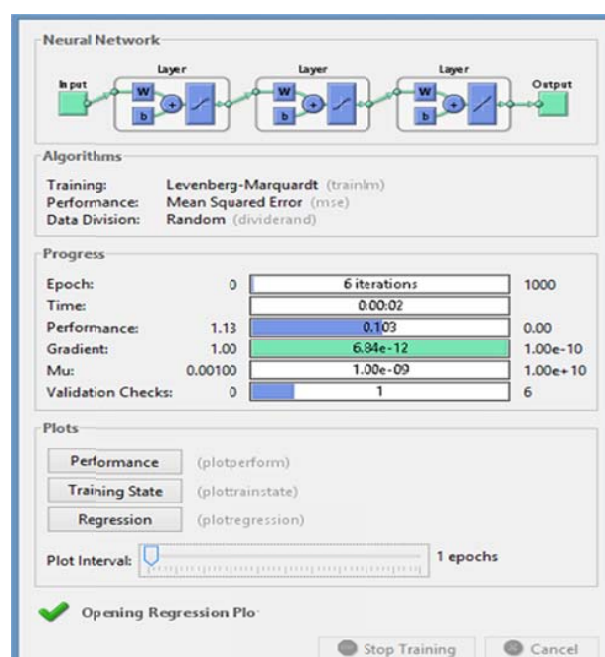 Neural Network
Layer Layer Layer
Input Output
W W W
b b b
Algorithms
Training: Levenberg-Marquardt (trainlm)
Performance: Mean Squared Error (mse)
Data Division: Random (dividerand)
Progress
Epoch: 0 6 iterations 1000
Time: 0:00:02
Performance: 1.13 0.103 0.00
Gradient: 1.00 6.84e-12 1.00e-10
Mu: 0.00100 1.00e-09 1.00e+10
Validation Checks: 0 1 6
Plots
Performance (plotperform)
Training State (plottrainstate)
Regression (plotregression)
Plot Interval: 1 epochs
Opening Regression Plo
Stop Training Cancel